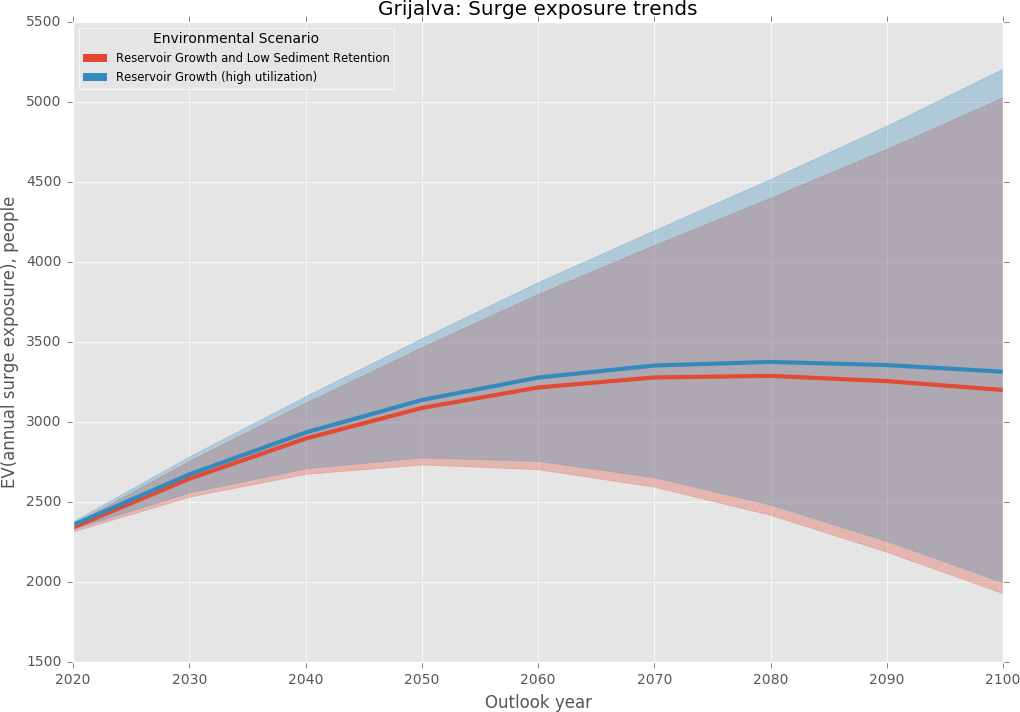 Grijalva: Surge exposure trends
Environmental Scenario
Reservoir Growth and Low Sediment Retention
Reservoir Growth (high utilization)
EV(annual surge exposure), people
5500
5000
4500
4000
3500
3000
2500
2000
1500
2020 2030 2040 2050 2060 2070 2080 2090 2100
Outlook year